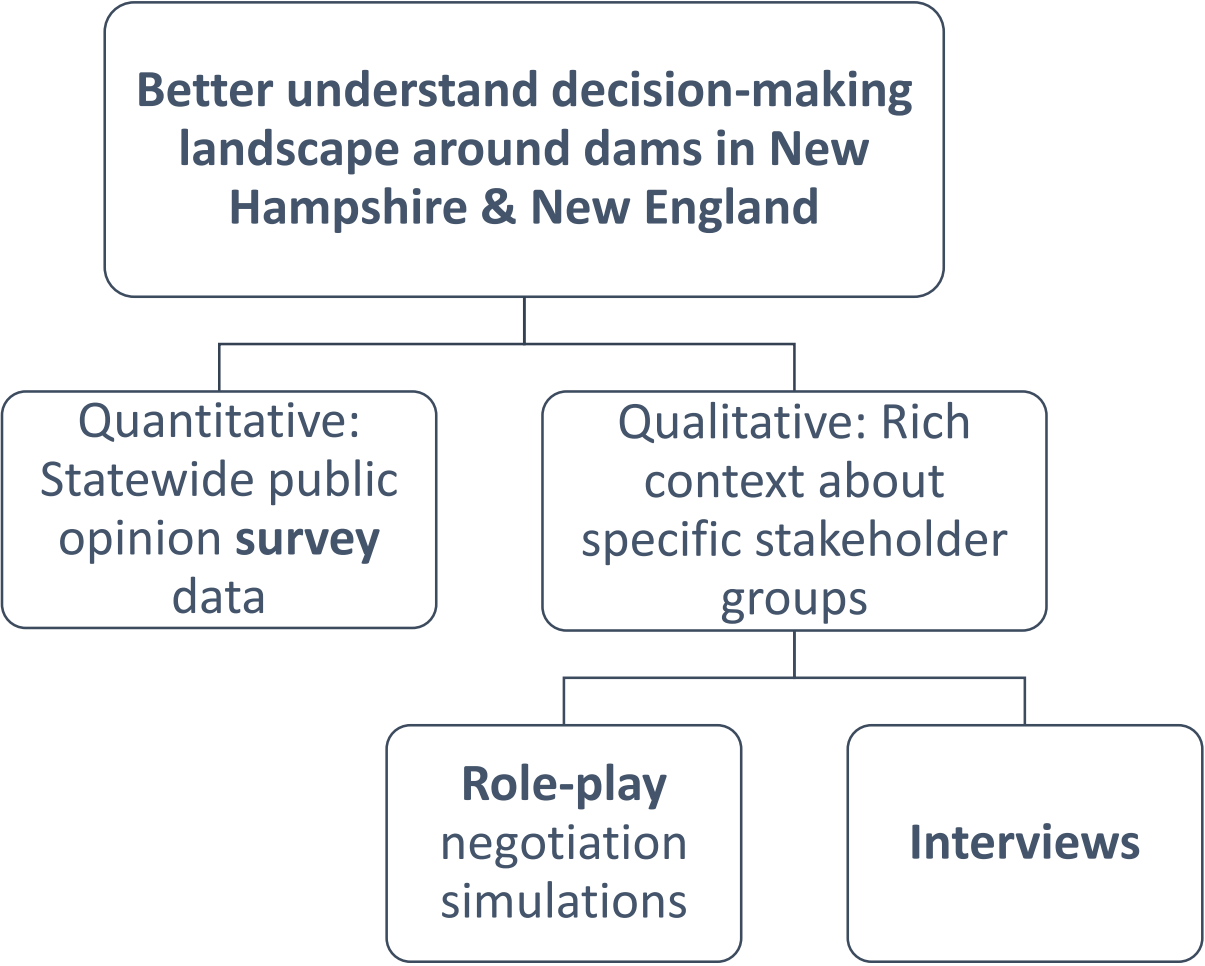 Better understand decision-making
landscape around dams in New
Hampshire & New England
Quantitative:
Statewide public
opinion survey
data
Qualitative: Rich
context about
specific stakeholder
groups
Role-play
negotiation
simulations
Interviews